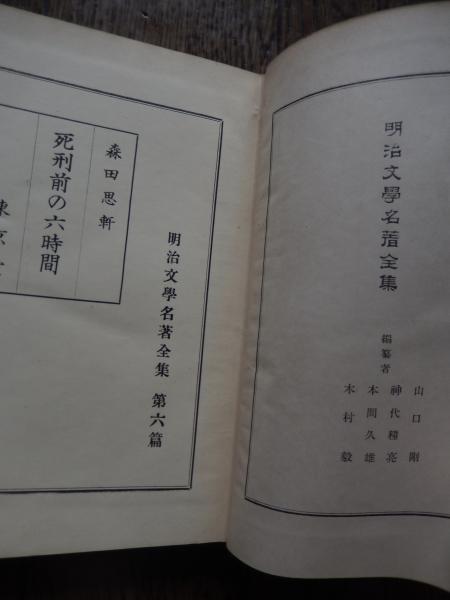 明治文學名著全集
編纂者
山口剛
神代種亮
本間久雄
木村毅
明治文學名著全集 第六篇
森田思軒
死刑前の六時間
東京